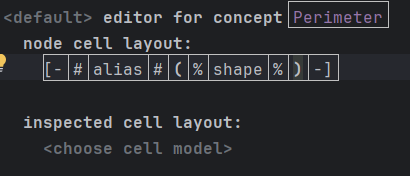 <default> editor for concept Perimeter
node cell layout:
[- # alias # ( % shape % ) -]
inspected cell layout:
<choose cell model>